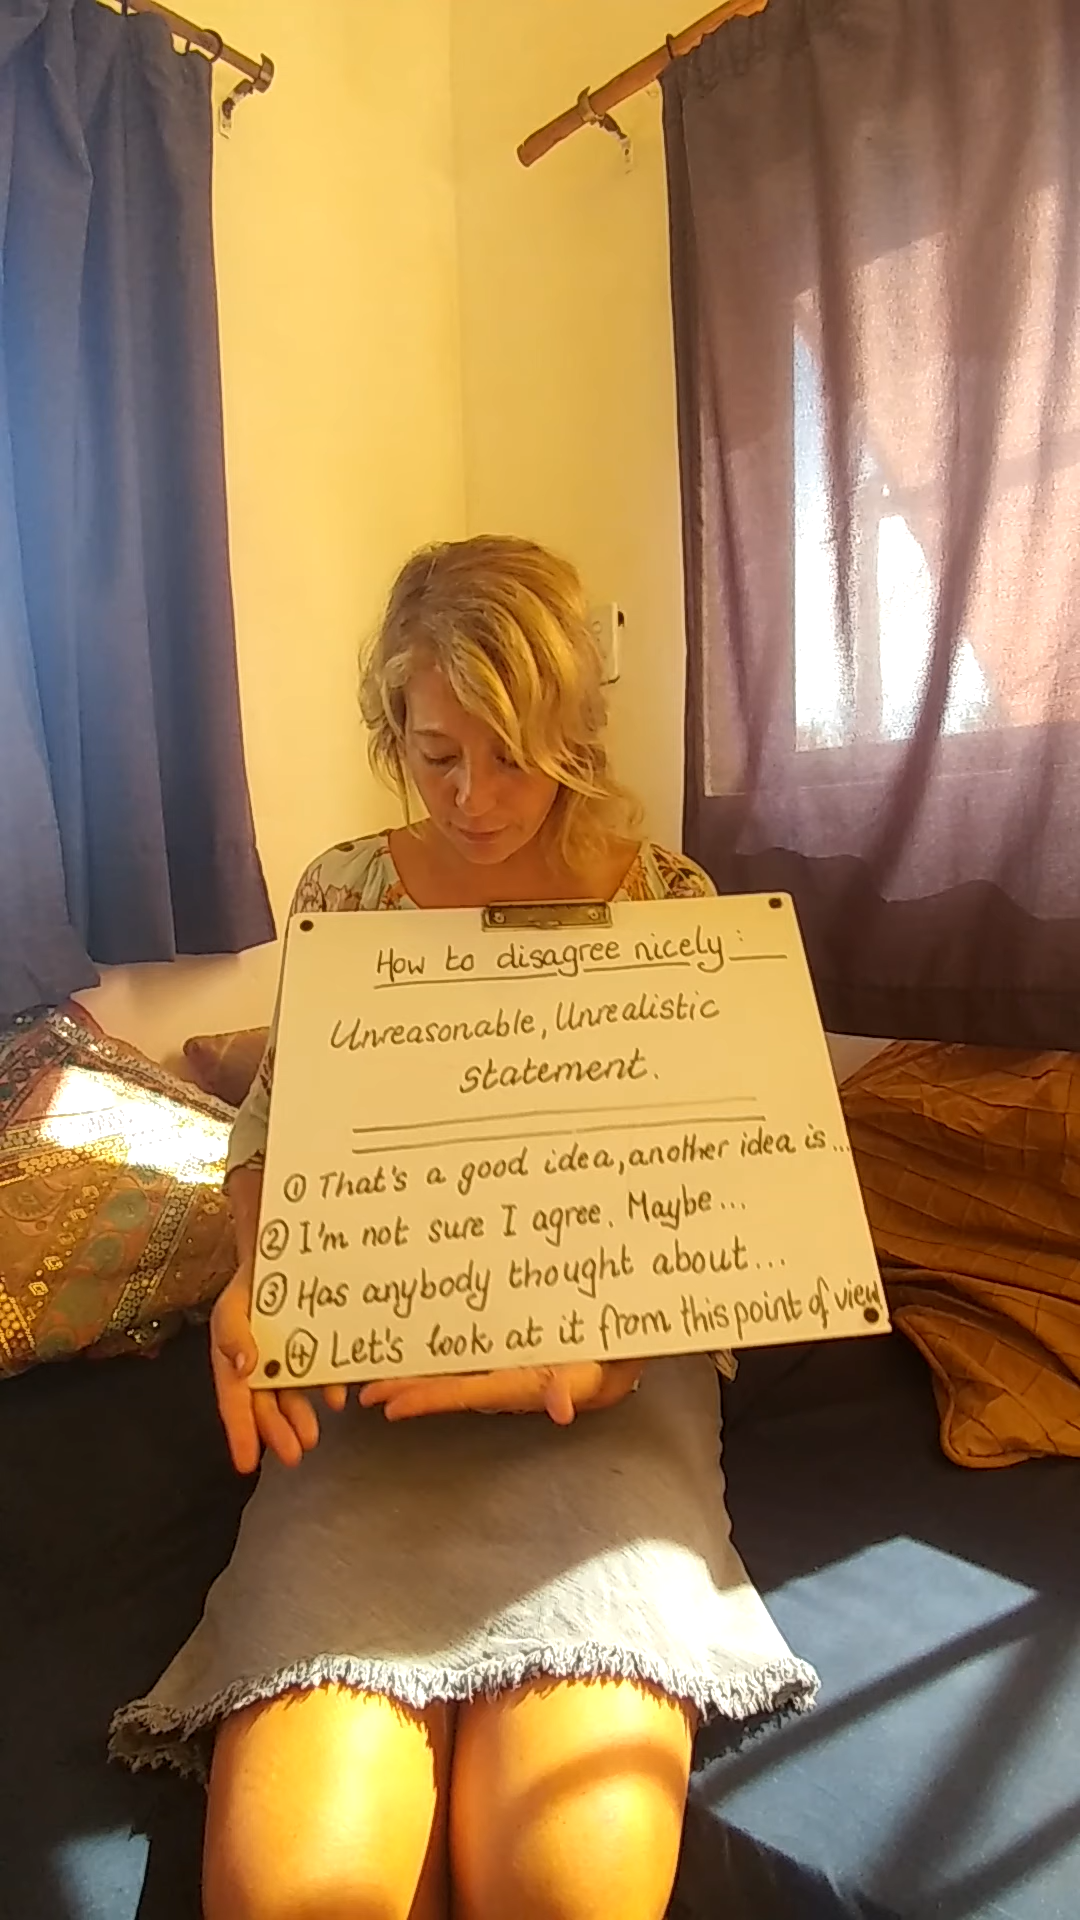 How to disagree nicely:
Unreasonable, Unrealistic
statement.
① That's a good idea, another idea is...
② I'm not sure I agree. Maybe...
③ Has anybody thought about...
④ Let's look at it from this point of view